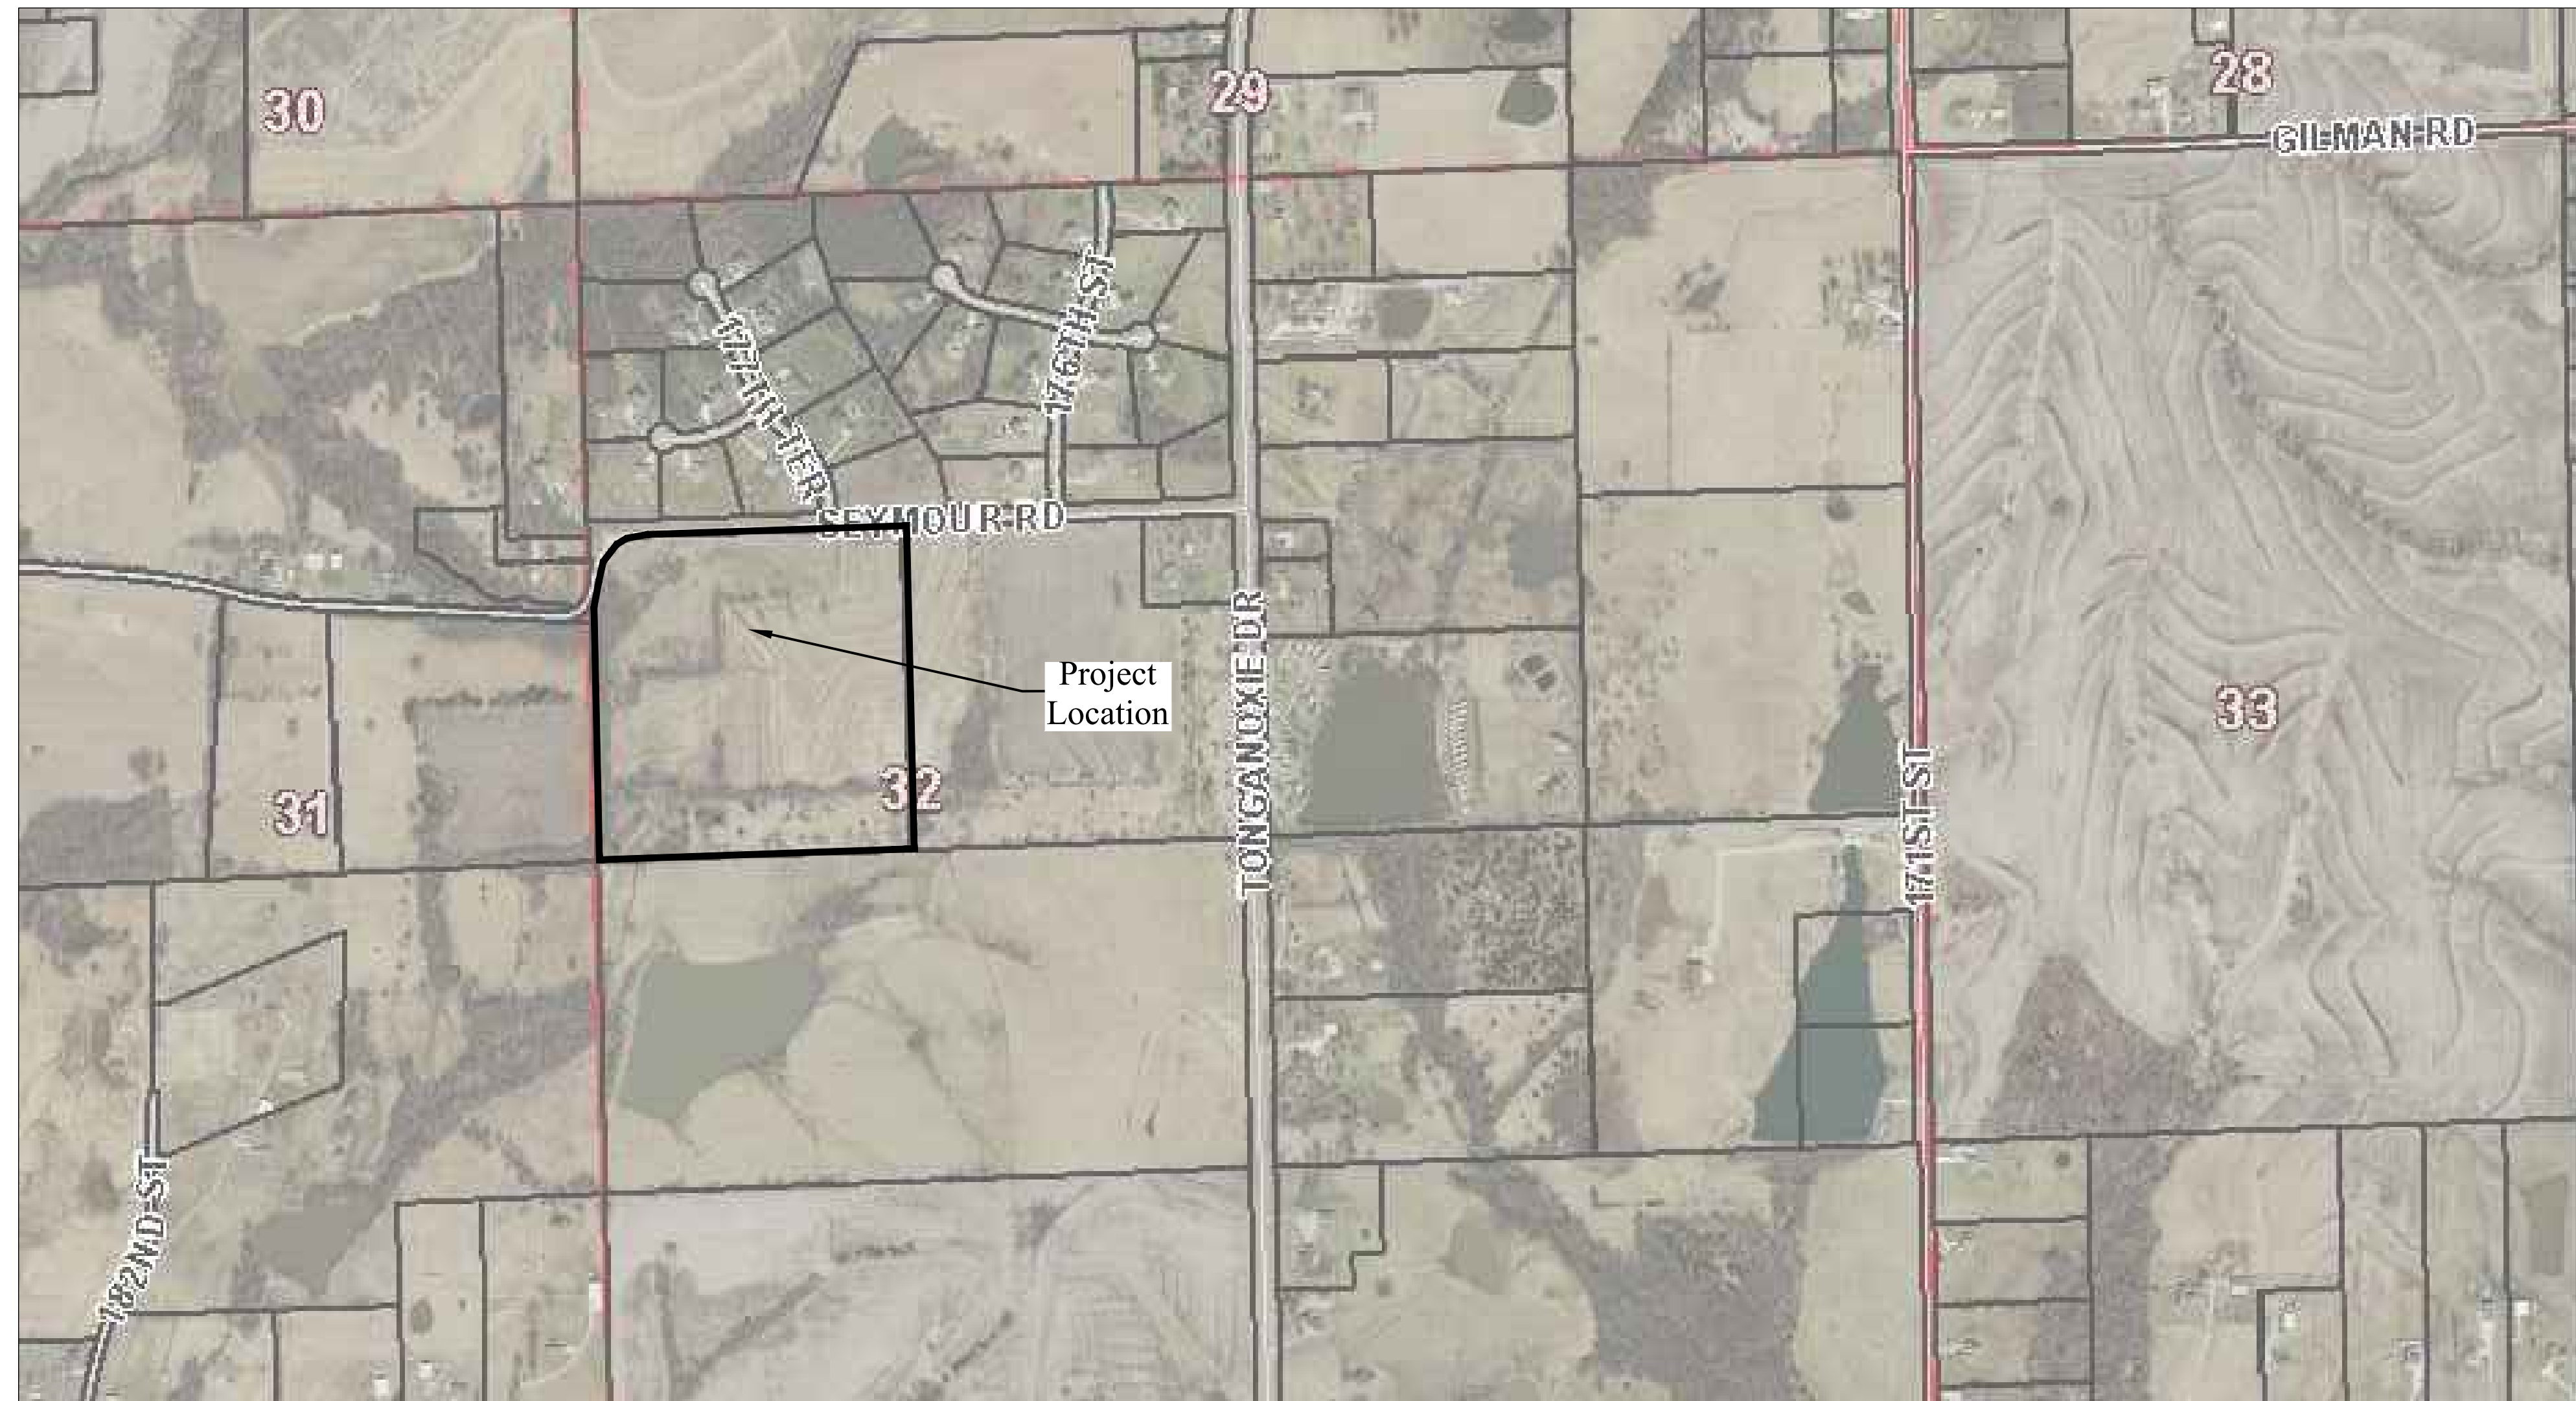 28
29
30
GILMAN RD
177TH TER
176TH ST
SEYMOUR RD
Project
Location
TONGANOXIE DR
33
32
31
171ST ST
182ND ST